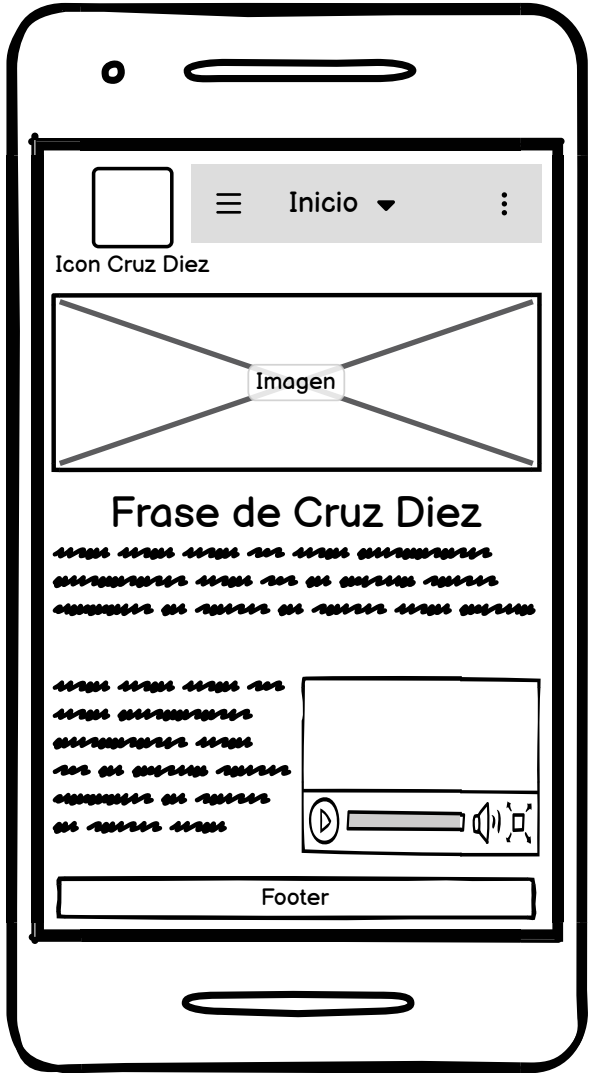 Inicio
Icon Cruz Diez
Imagen
Frase de Cruz Diez
Footer